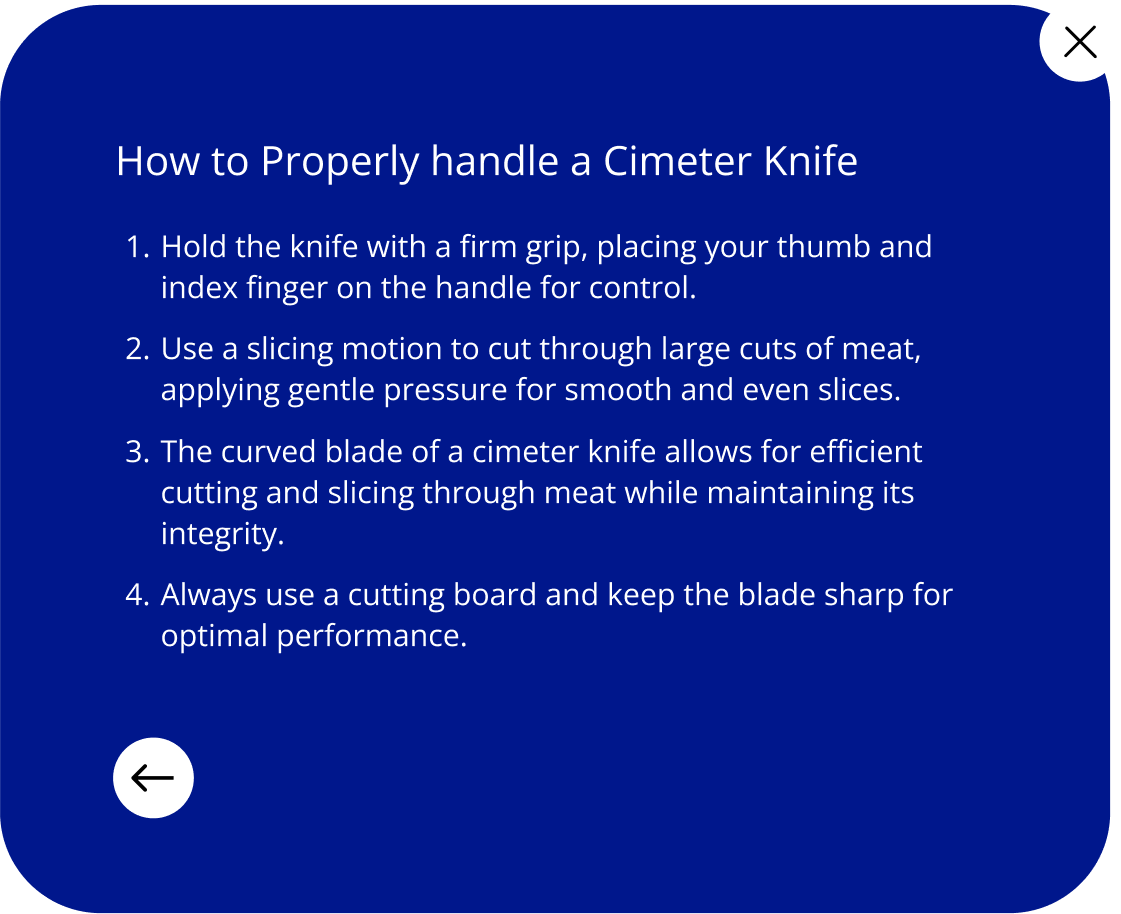 How to Properly handle a Cimeter Knife
1. Hold the knife with a firm grip, placing your thumb and
index finger on the handle for control.
2. Use a slicing motion to cut through large cuts of meat,
applying gentle pressure for smooth and even slices.
3. The curved blade of a cimeter knife allows for efficient
cutting and slicing through meat while maintaining its
integrity.
4. Always use a cutting board and keep the blade sharp for
optimal performance.